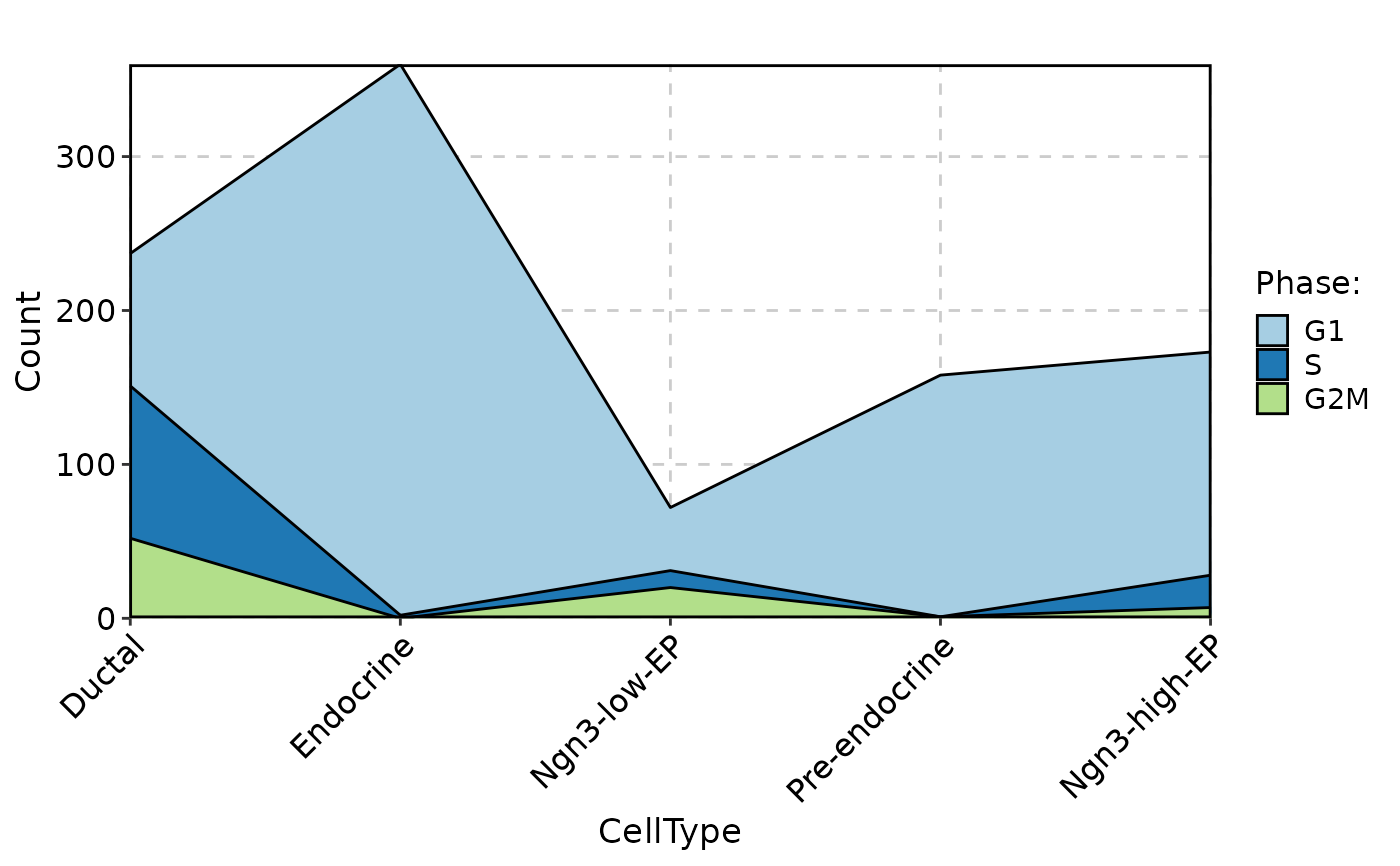 Count
300
200
100
0
Ductal
Endocrine
Ngn3-low-EP
Pre-endocrine
Ngn3-high-EP
CellType
Phase:
G1
S
G2M